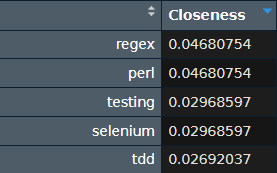 Closeness
regex 0.04680754
perl 0.04680754
testing 0.02968597
selenium 0.02968597
tdd 0.02692037